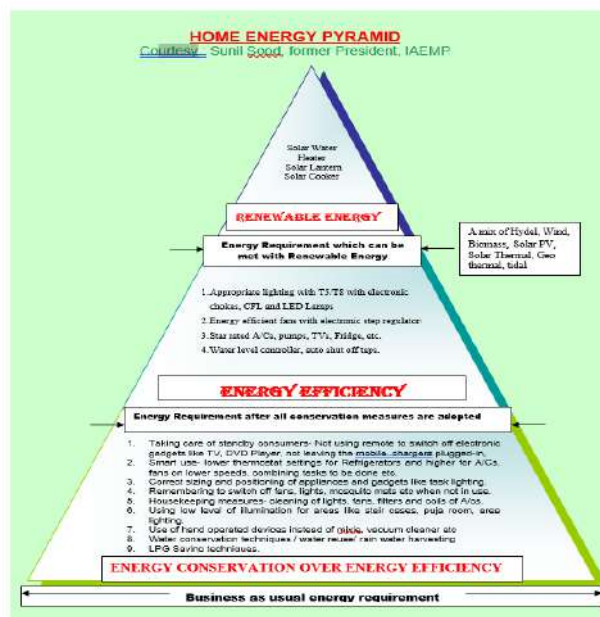 HOME ENERGY PYRAMID
Courtesy : Sunil Sood, former President, IAEMP.
Solar Water
Heater
Solar Lantern
Solar Cooker
RENEWABLE ENERGY
Energy Requirement which can be
met with Renewable Energy
A mix of Hydel, Wind,
Biomass, Solar PV,
Solar Thermal, Geo
thermal, tidal
1. Appropriate lighting with T5/T8 with electronic
chokes, CFL and LED Lamps
2. Energy efficient fans with electronic step regulator
3. Star rated A/Cs, pumps, TVs, Fridge, etc.
4. Water level controller, auto shut off taps.
ENERGY EFFICIENCY
Energy Requirement after all conservation measures are adopted
1. Taking care of standby consumers- Not using remote to switch off electronic
gadgets like TV, DVD Player, not leaving the mobile chargers plugged-in.
2. Smart use- lower thermostat settings for Refrigerators and higher for A/Cs,
fans on lower speeds, combining tasks to be done etc.
3. Correct sizing and positioning of appliances and gadgets like task lighting.
4. Remembering to switch off fans, lights, mosquito mats etc when not in use.
5. Housekeeping measures- cleaning of lights, fans, filters and coils of A/cs.
6. Using low level of illumination for areas like stair cases, puja room, area
lighting.
7. Use of hand operated devices instead of vacuum cleaner etc
8. Water conservation techniques / water reuse/ rain water harvesting
9. LPG Saving techniques.
ENERGY CONSERVATION OVER ENERGY EFFICIENCY
Business as usual energy requirement